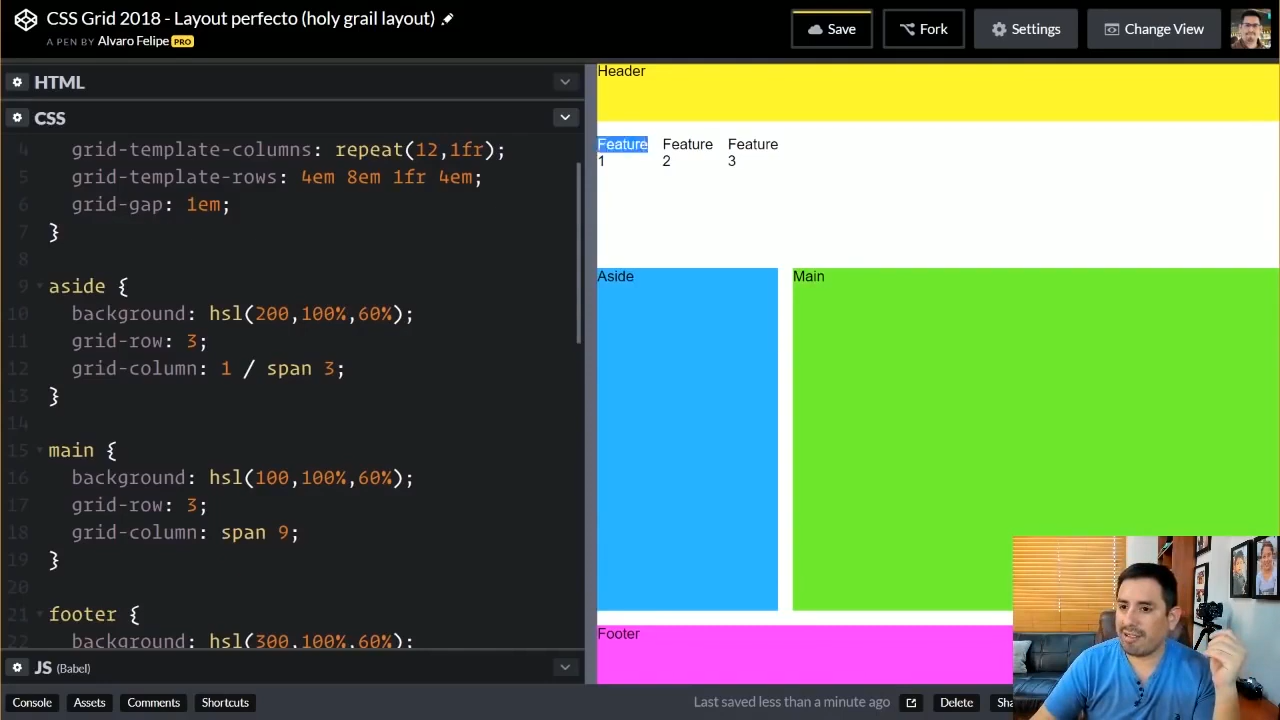 CSS Grid 2018 - Layout perfecto (holy grail layout)
A PEN BY Alvaro Felipe PRO
Save
Fork
Settings
Change View
HTML
CSS
4 grid-template-columns: repeat(12,1fr);
5 grid-template-rows: 4em 8em 1fr 4em;
6 grid-gap: 1em;
7 }
8
9 aside {
10 background: hsl(200,100%,60%);
11 grid-row: 3;
12 grid-column: 1 / span 3;
13 }
14
15 main {
16 background: hsl(100,100%,60%);
17 grid-row: 3;
18 grid-column: span 9;
19 }
20
21 footer {
22 background: hsl(300,100%,60%);
JS (Babel)
Header
Feature 1
Feature 2
Feature 3
Aside
Main
Footer
Console
Assets
Comments
Shortcuts
Last saved less than a minute ago
Delete